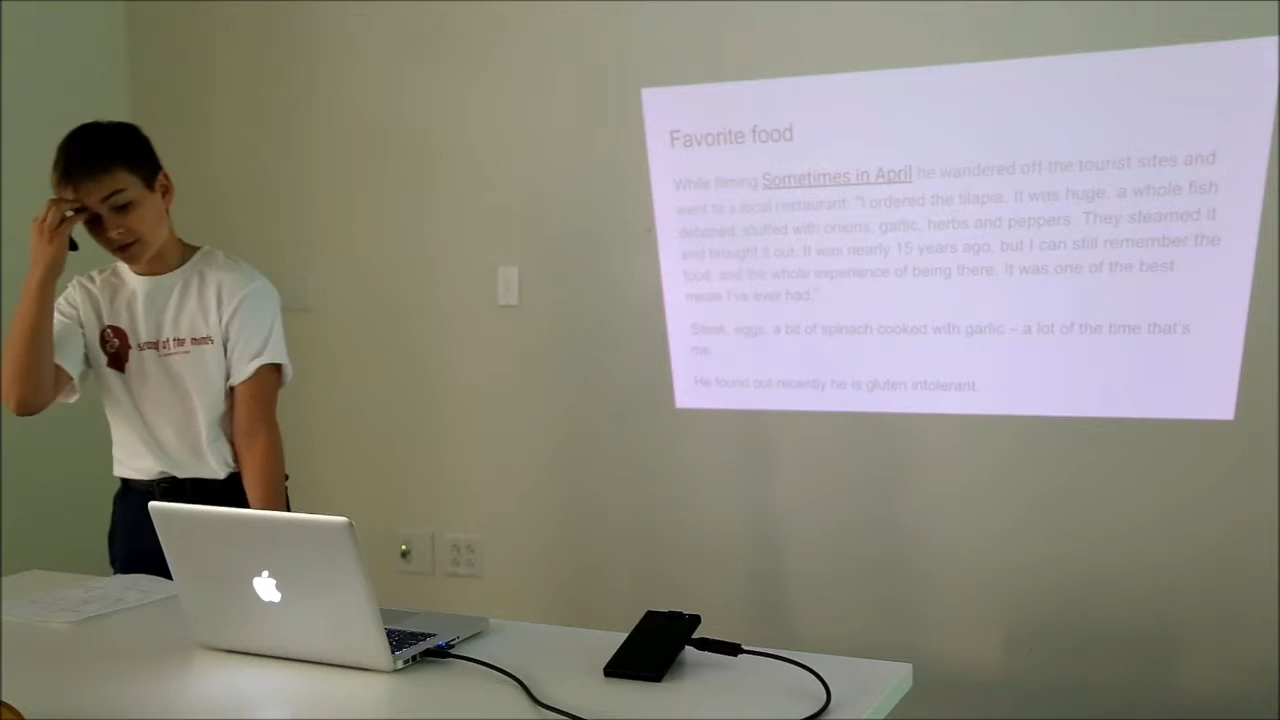 school of the minds
Favorite food
While filming Sometimes in April he wandered off the tourist sites and
went to a local restaurant: "I ordered the tilapia. It was huge, a whole fish
deboned, stuffed with onions, garlic, herbs and peppers. They steamed it
and brought it out. It was nearly 15 years ago, but I can still remember the
food, and the whole experience of being there. It was one of the best
meals I've ever had."
Steak, eggs, a bit of spinach cooked with garlic – a lot of the time that's
me.
He found out recently he is gluten intolerant.